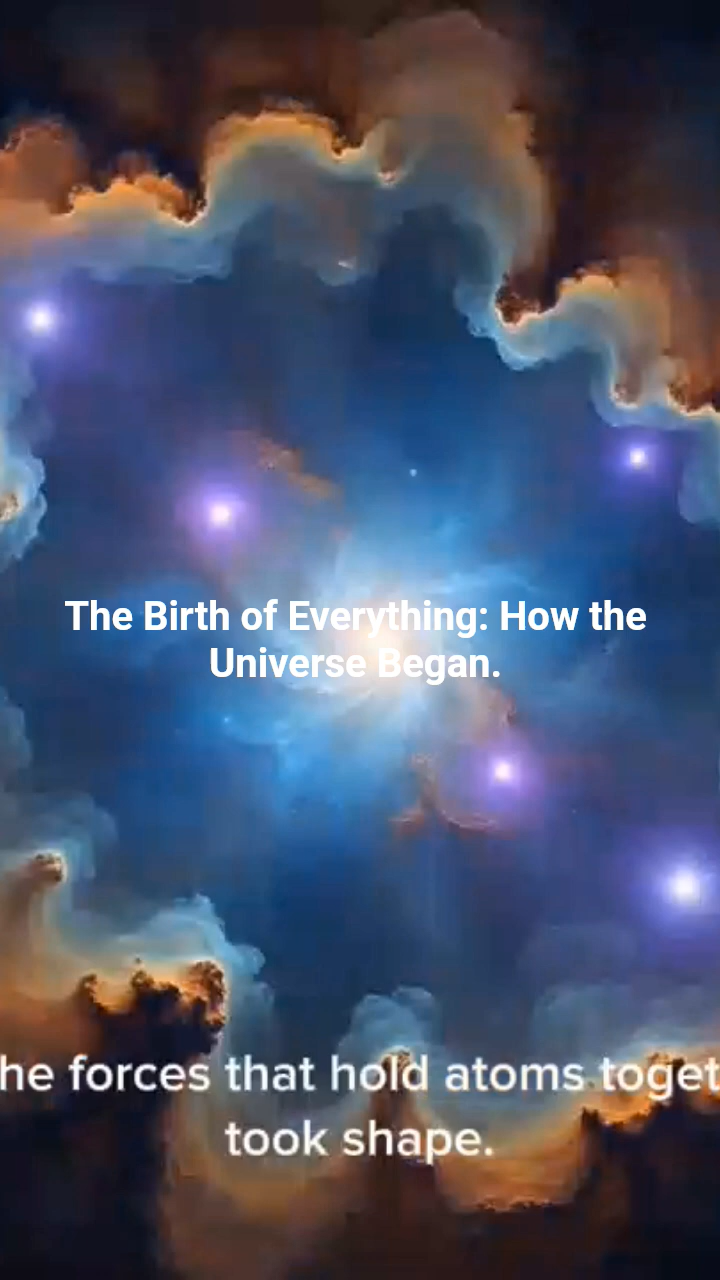 The Birth of Everything: How the
Universe Began.
he forces that hold atoms toget
took shape.